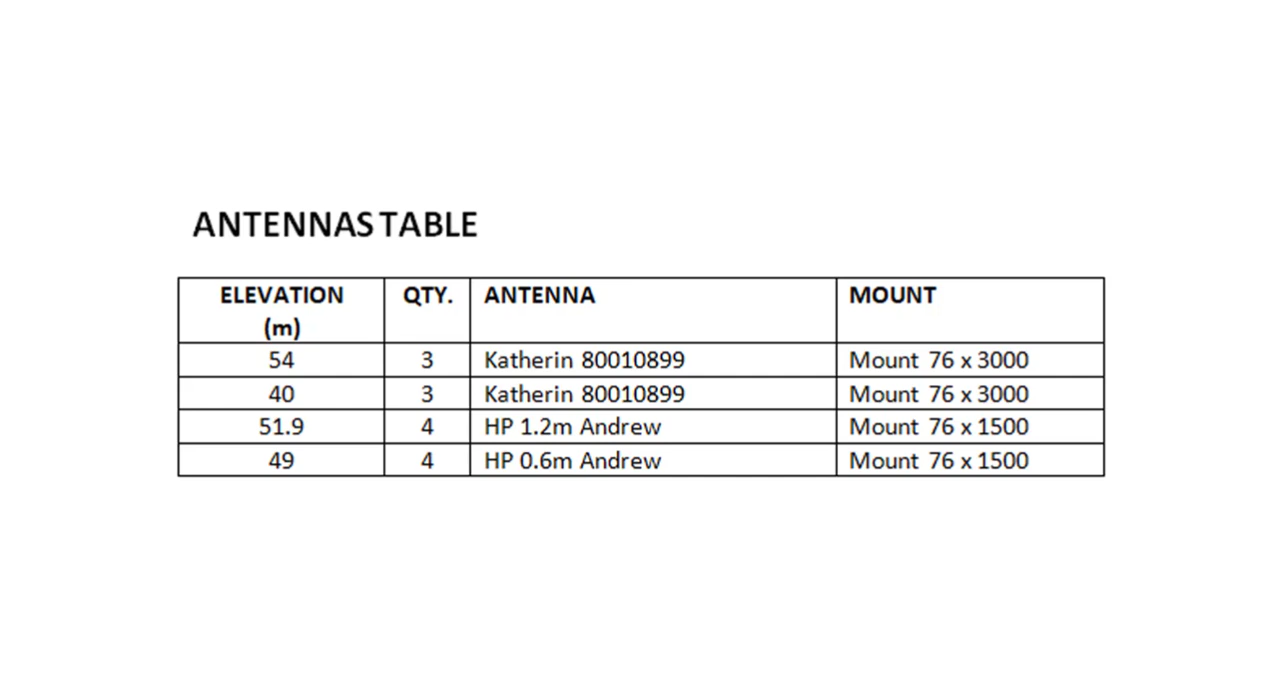 ANTENNAS TABLE
ELEVATION (m) QTY. ANTENNA MOUNT
54 3 Katherin 80010899 Mount 76 x 3000
40 3 Katherin 80010899 Mount 76 x 3000
51.9 4 HP 1.2m Andrew Mount 76 x 1500
49 4 HP 0.6m Andrew Mount 76 x 1500